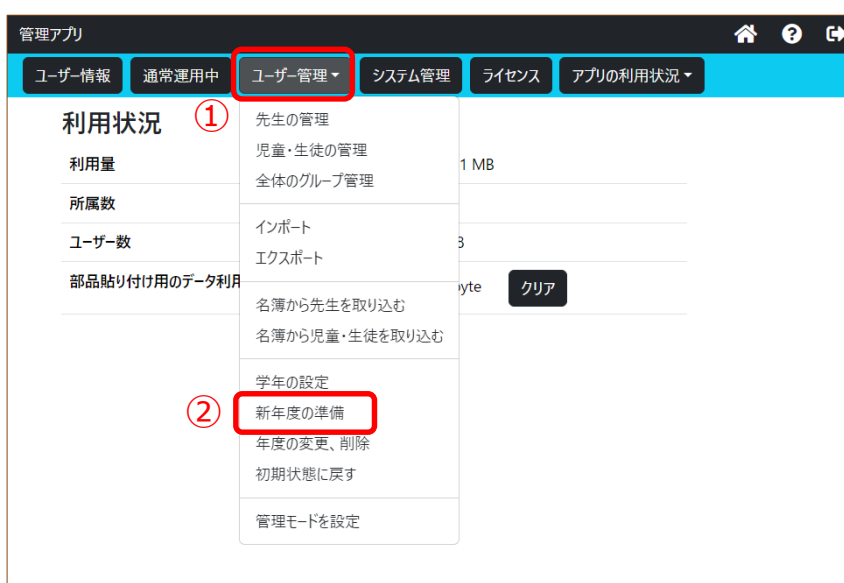 管理アプリ
ユーザー情報 通常運用中 ユーザー管理 システム管理 ライセンス アプリの利用状況
①
利用状況
利用量
1 MB
所属数
ユーザー数
部品貼り付け用のデータ利用
byte クリア
先生の管理
児童・生徒の管理
全体のグループ管理
インポート
エクスポート
名簿から先生を取り込む
名簿から児童・生徒を取り込む
学年の設定
②
新年度の準備
年度の変更、削除
初期状態に戻す
管理モードを設定